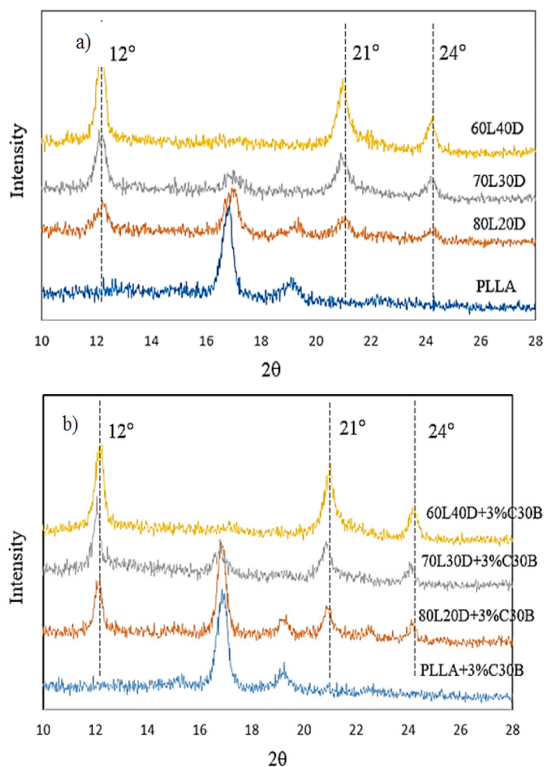 a)
12°
21°
24°
60L40D
70L30D
80L20D
PLLA
Intensity
10 12 14 16 18 20 22 24 26 28
2θ
b)
12°
21°
24°
60L40D+3%C30B
70L30D+3%C30B
80L20D+3%C30B
PLLA+3%C30B
Intensity
10 12 14 16 18 20 22 24 26 28
2θ